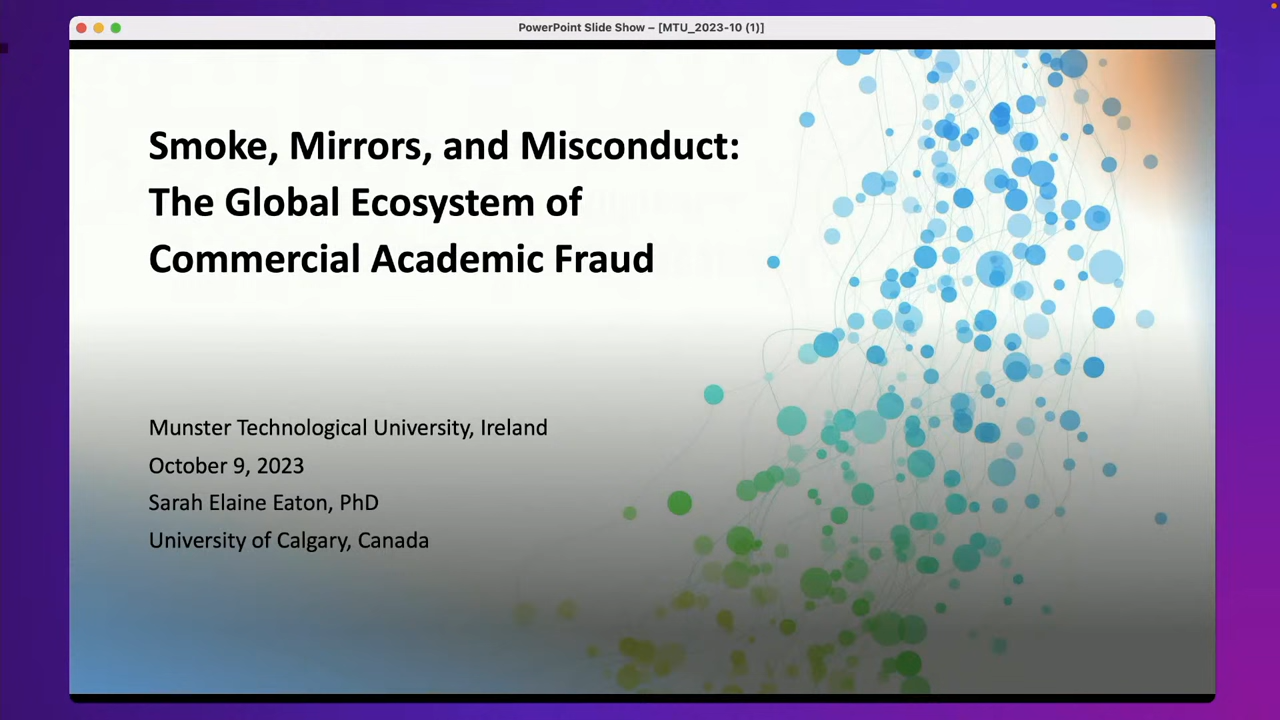 PowerPoint Slide Show – [MTU_2023-10 (1)]
Smoke, Mirrors, and Misconduct:
The Global Ecosystem of
Commercial Academic Fraud
Munster Technological University, Ireland
October 9, 2023
Sarah Elaine Eaton, PhD
University of Calgary, Canada